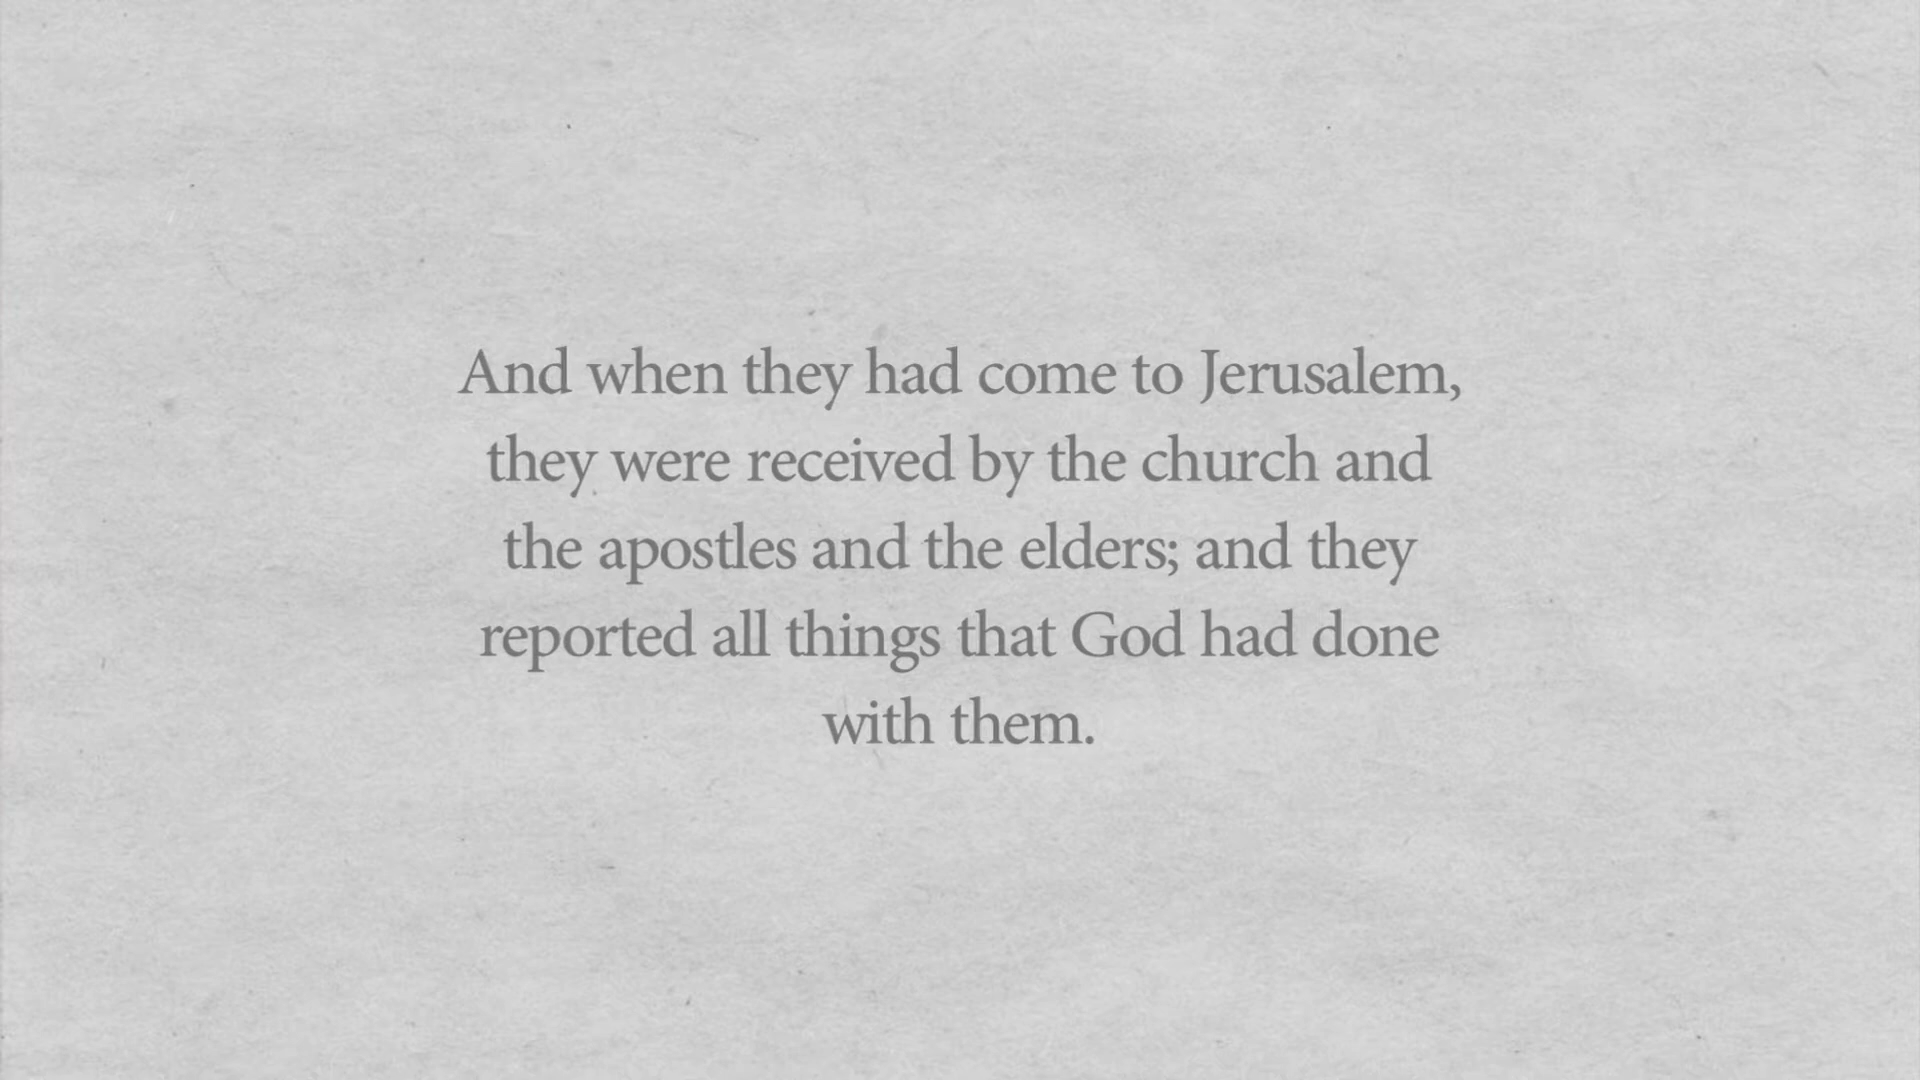 And when they had come to Jerusalem,
they were received by the church and
the apostles and the elders; and they
reported all things that God had done
with them.